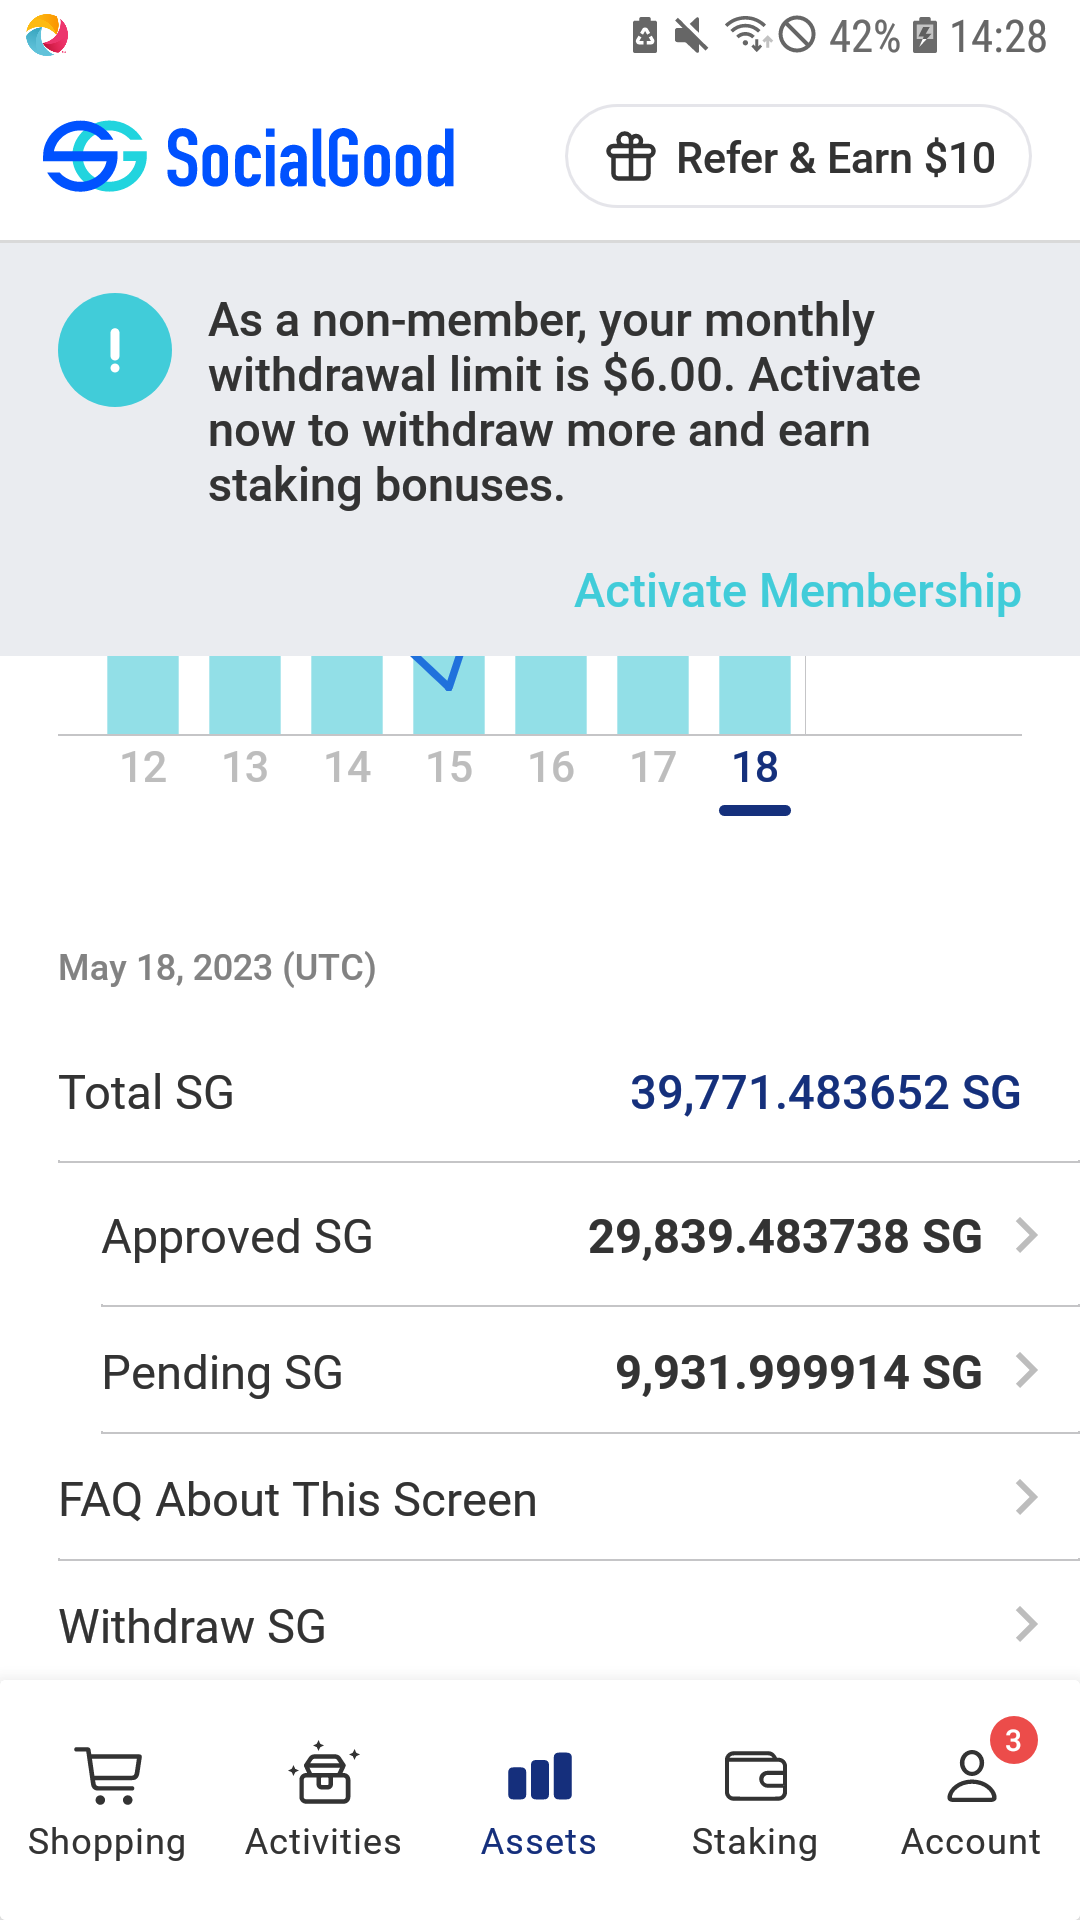 42% 14:28
SocialGood
Refer & Earn $10
As a non-member, your monthly
withdrawal limit is $6.00. Activate
now to withdraw more and earn
staking bonuses.
Activate Membership
12 13 14 15 16 17 18
May 18, 2023 (UTC)
Total SG 39,771.483652 SG
Approved SG 29,839.483738 SG
Pending SG 9,931.999914 SG
FAQ About This Screen
Withdraw SG
3
Shopping Activities Assets Staking Account